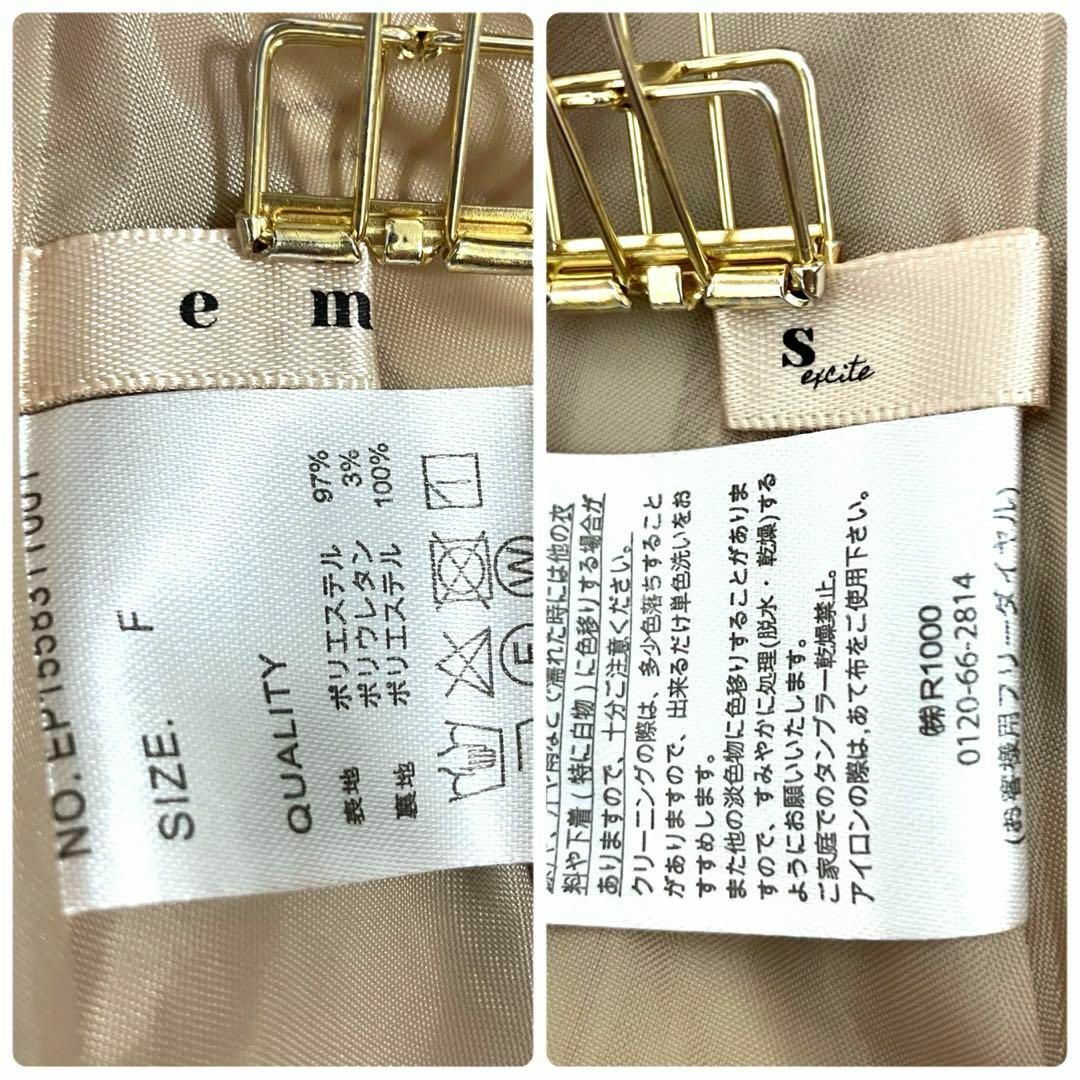 e m
SIZE. F
QUALITY
表地 ポリエステル 97%
ポリウレタン 3%
裏地 ポリエステル 100%
W
F
s
excite
料や下着(特に白物)に色移りする場合が
ありますので、十分ご注意ください。
クリーニングの際は、多少色落ちすること
がありますので、出来るだけ単色洗いをお
すすめします。
また他の淡色物に色移りすることがありま
すので、すみやかに処理(脱水・乾燥)する
ようにお願いいたします。
ご家庭でのタンブラー乾燥禁止。
アイロンの際は、あて布をご使用下さい。
㈱R1000
0120-66-2814
(お客様用フリーダイヤル)